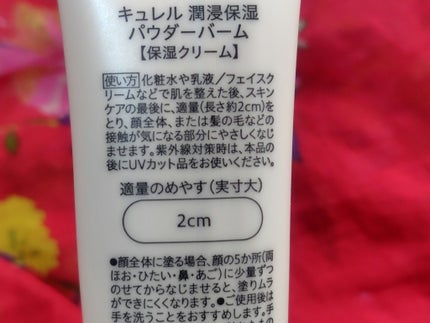 キュレル 潤浸保湿
パウダーバーム
【保湿クリーム】
使い方 化粧水や乳液／フェイスク
リームなどで肌を整えた後、スキン
ケアの最後に、適量(長さ約2cm)を
とり、顔全体、または髪の毛などの
接触が気になる部分にやさしくなじ
ませます。紫外線対策時は、本品の
後にUVカット品をお使いください。
適量のめやす(実寸大)
2cm
●顔全体に塗る場合、顔の5か所(両
ほお・ひたい・鼻・あご)に少量ずつ
のせてからなじませると、塗りムラ
ができにくくなります。●ご使用後は
手を洗うことをおすすめします。手